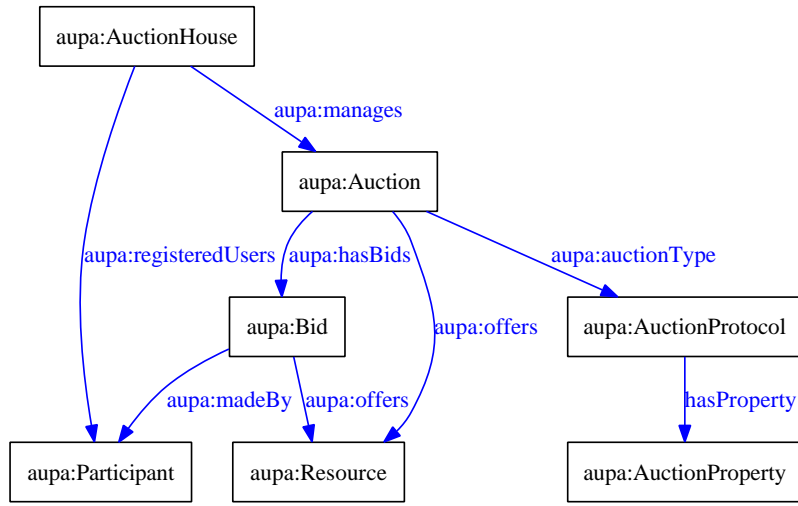 aupa:AuctionHouse
aupa:manages
aupa:Auction
aupa:registeredUsers
aupa:hasBids
aupa:auctionType
aupa:Bid
aupa:offers
aupa:AuctionProtocol
aupa:madeBy
aupa:offers
hasProperty
aupa:Participant
aupa:Resource
aupa:AuctionProperty